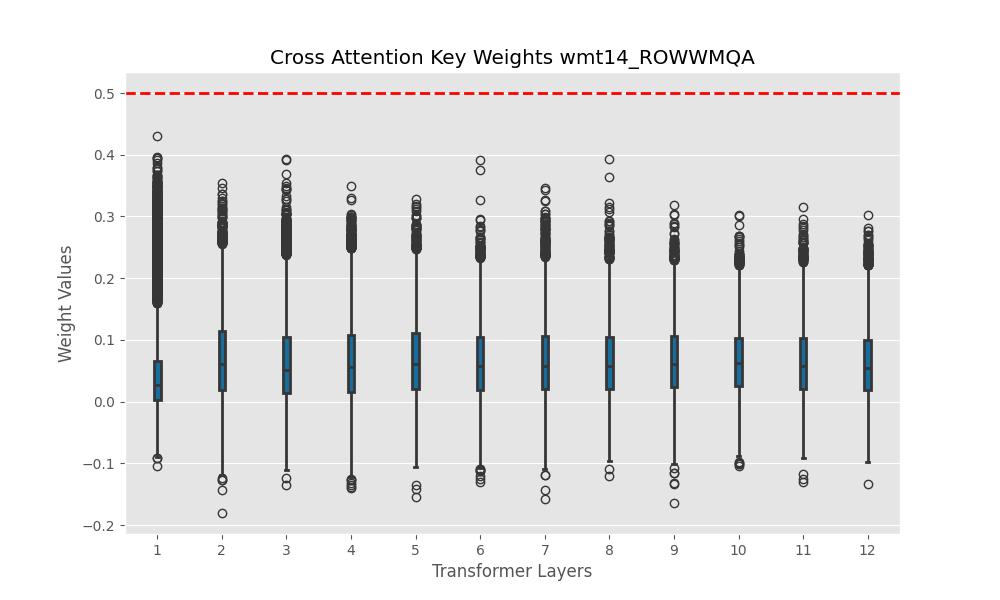 Cross Attention Key Weights wmt14_ROWWMQA
0.5
0.4
0.3
0.2
0.1
0.0
−0.1
−0.2
Weight Values
1 2 3 4 5 6 7 8 9 10 11 12
Transformer Layers